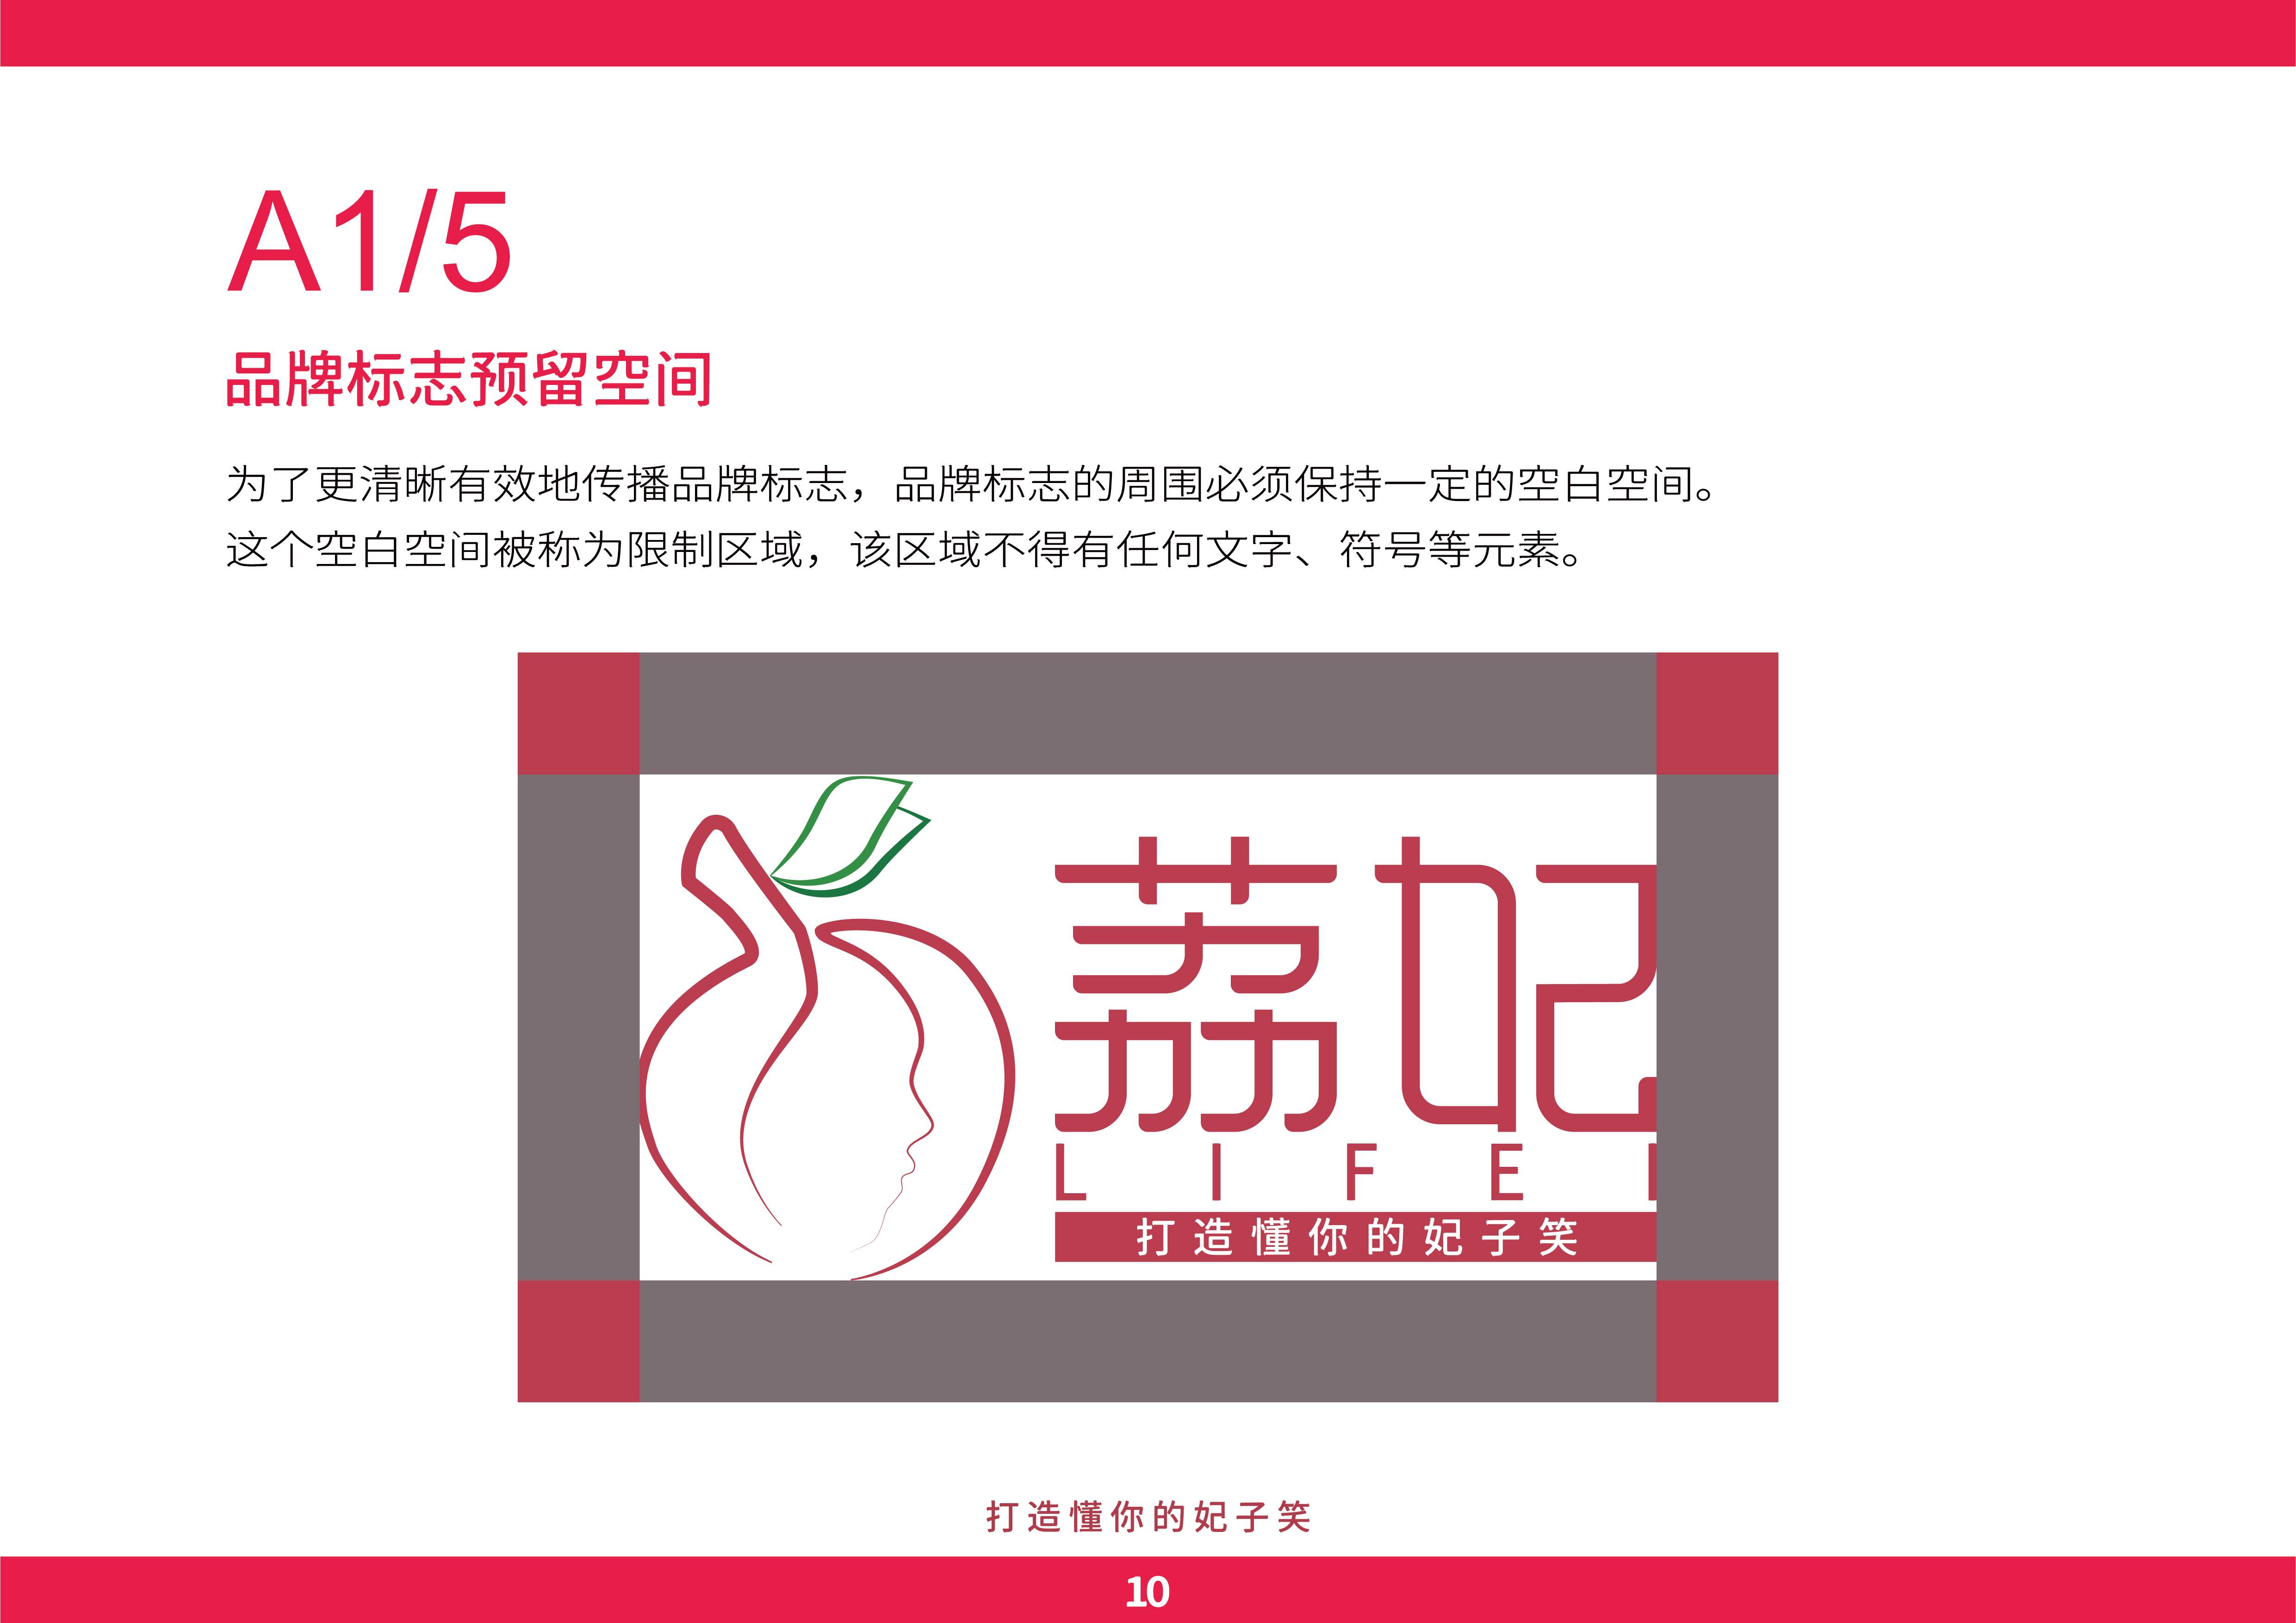 A1/5
品牌标志预留空间
为了更清晰有效地传播品牌标志，品牌标志的周围必须保持一定的空白空间。
这个空白空间被称为限制区域，该区域不得有任何文字、符号等元素。
荔妃
LIFEI
打造懂你的妃子笑
打造懂你的妃子笑
10